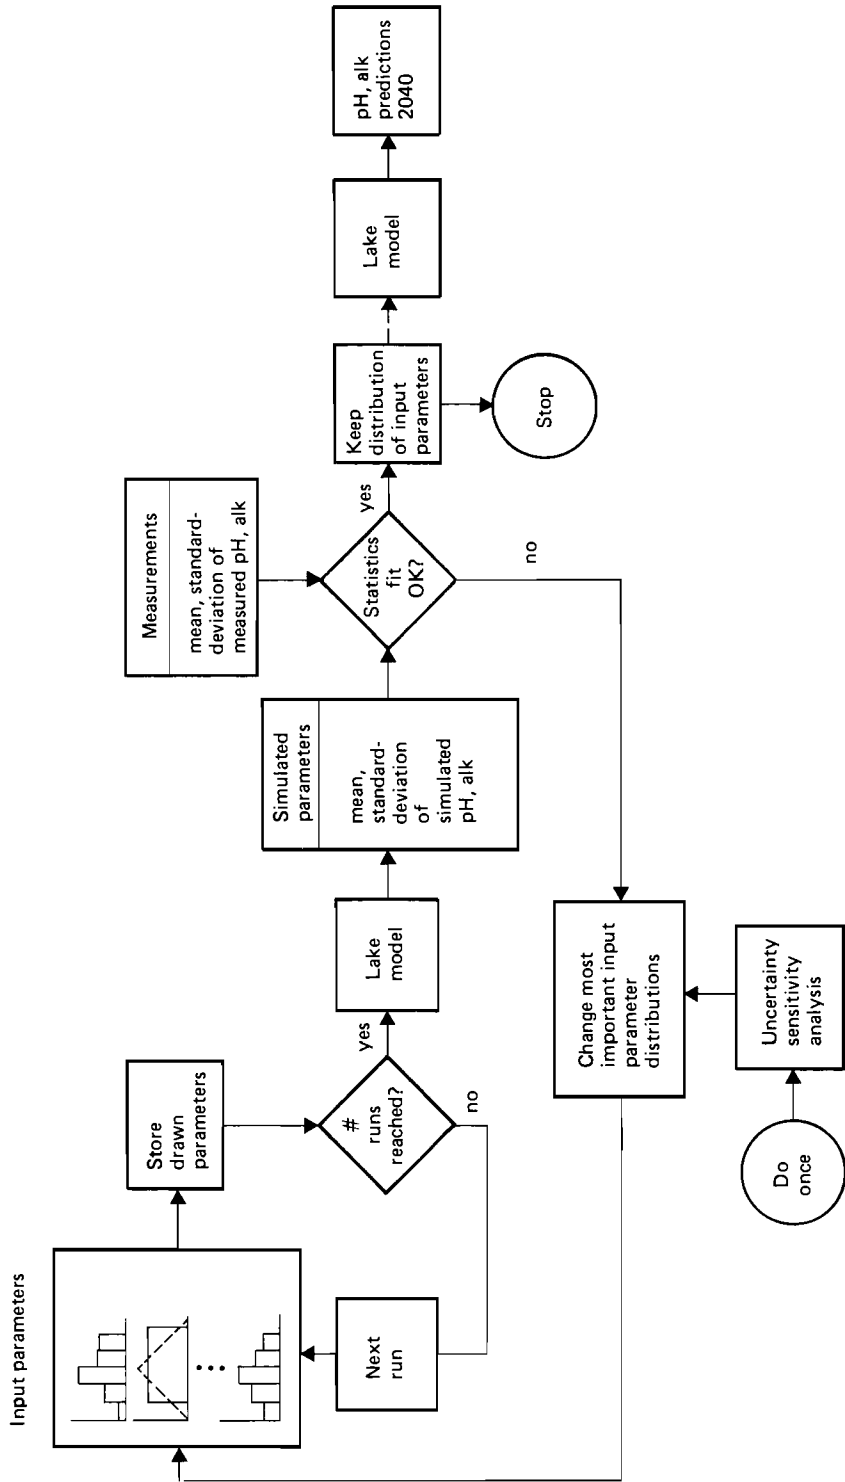 Input parameters
Store
drawn
parameters
Next
run
#
runs
reached?
yes
no
Lake
model
Simulated
parameters
mean,
standard-
deviation
of
simulated
pH, alk
Measurements
mean, standard-
deviation of
measured pH, alk
Statistics
fit
OK?
yes
no
Keep
distribution
of input
parameters
Stop
Lake
model
pH, alk
predictions
2040
Change most
important input
parameter
distributions
Uncertainty
sensitivity
analysis
Do
once